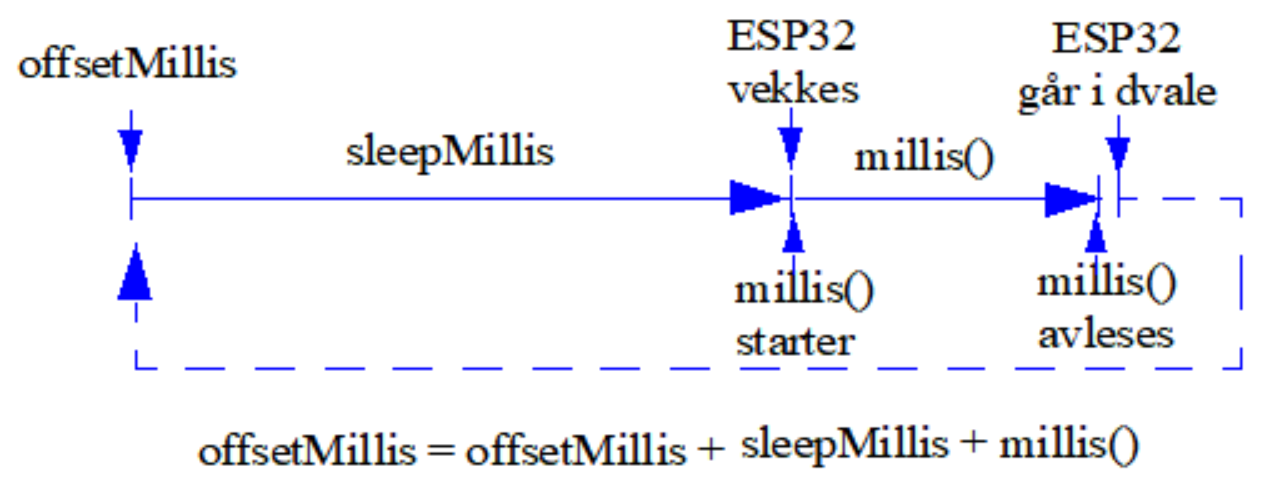 offsetMillis
sleepMillis
ESP32
vekkes
millis()
ESP32
går i dvale
millis()
starter
millis()
avleses
offsetMillis = offsetMillis + sleepMillis + millis()